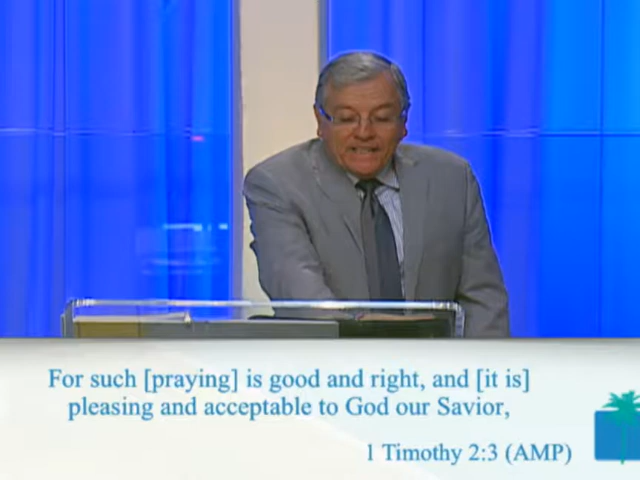 For such [praying] is good and right, and [it is]
pleasing and acceptable to God our Savior,
1 Timothy 2:3 (AMP)